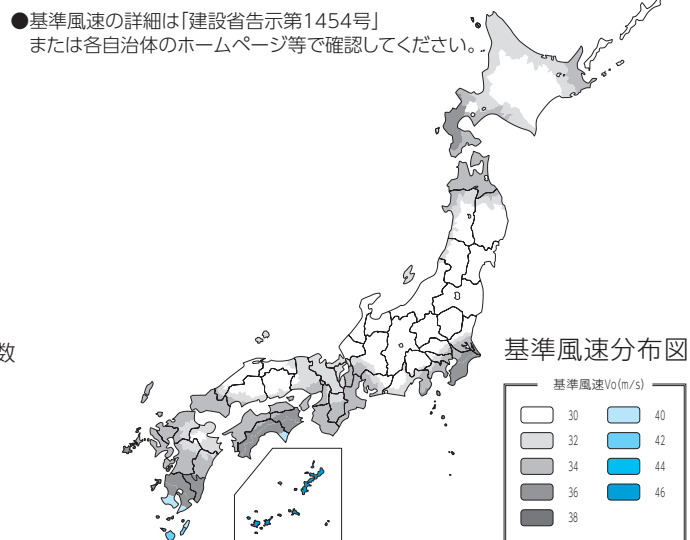 ●基準風速の詳細は「建設省告示第1454号」
または各自治体のホームページ等で確認してください。
数
基準風速分布図
基準風速Vo(m/s)
30
40
32
42
34
44
36
46
38